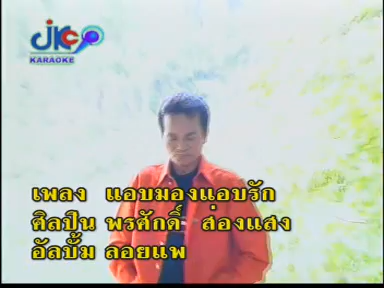 JKC
KARAOKE
เพลง แอบมองแอบรัก
ศิลปิน พรศักดิ์ ส่องแสง
อัลบั้ม ลอยแพ